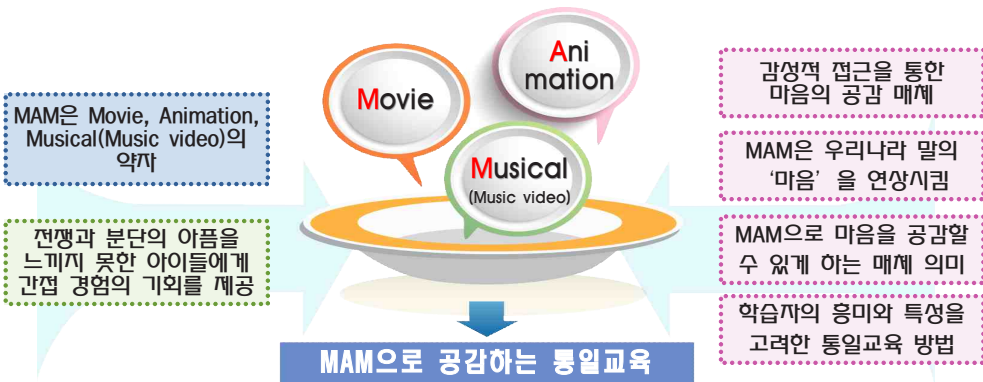 MAM은 Movie, Animation,
Musical(Music video)의
약자
전쟁과 분단의 아픔을
느끼지 못한 아이들에게
간접 경험의 기회를 제공
Movie
Ani
mation
Musical
(Music video)
감성적 접근을 통한
마음의 공감 매체
MAM은 우리나라 말의
‘마음’을 연상시킴
MAM으로 마음을 공감할
수 있게 하는 매체 의미
학습자의 흥미와 특성을
고려한 통일교육 방법
MAM으로 공감하는 통일교육